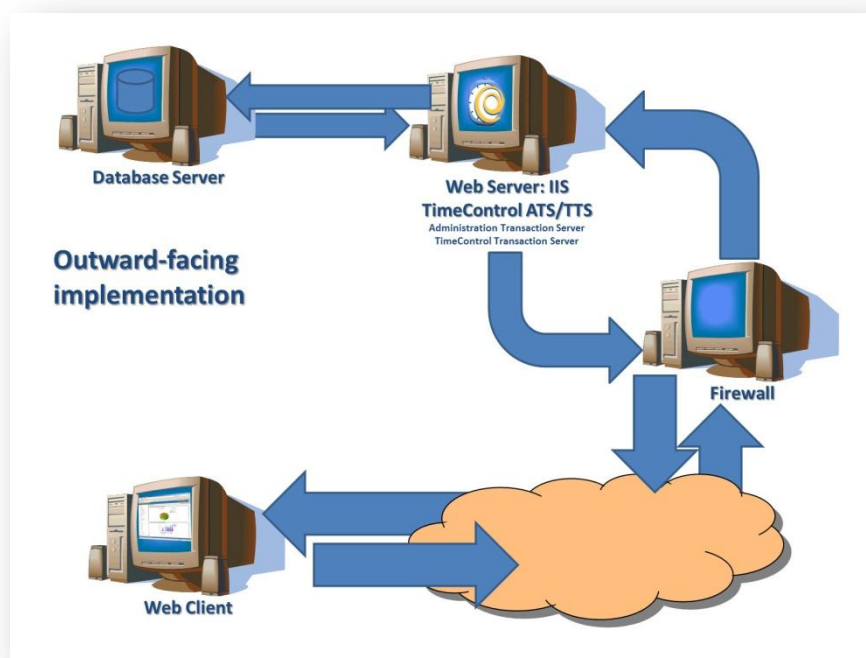 Database Server
Web Server: IIS
TimeControl ATS/TTS
Administration Transaction Server
TimeControl Transaction Server
Outward-facing
implementation
Firewall
Web Client